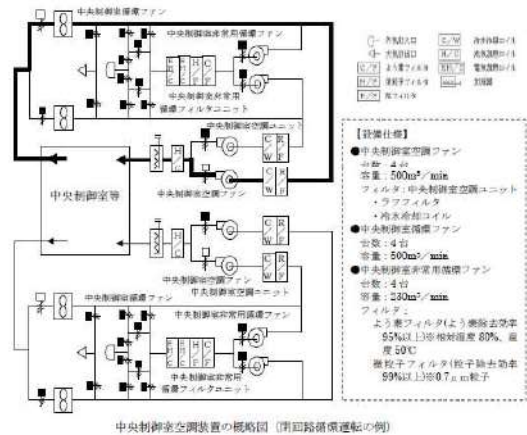 中央制御室循環ファン
中央制御室非常用循環ファン
中央制御室非常用
循環フィルタユニット
中央制御室空調ユニット
中央制御室空調ファン
中央制御室等
中央制御室空調ファン
中央制御室空調ユニット
中央制御室循環ファン
中央制御室非常用循環ファン
中央制御室非常用
循環フィルタユニット
C/W
R/F
H/C
C/W
R/F
H/C
C/W
R/F
C/W
R/F
【設備仕様】
●中央制御室空調ファン
台数：4台
容量：500m³/min
フィルタ：中央制御室空調ユニット
・ラフフィルタ
・冷水冷却コイル
●中央制御室循環ファン
台数：4台
容量：500m³/min
●中央制御室非常用循環ファン
台数：4台
容量：230m³/min
フィルタ：
よう素フィルタ(よう素除去効率
95%以上)※相対湿度 80%、温
度 50℃
微粒子フィルタ(粒子除去効率
99%以上)※0.7μm粒子
中央制御室空調装置の概略図（閉回路循環運転の例）